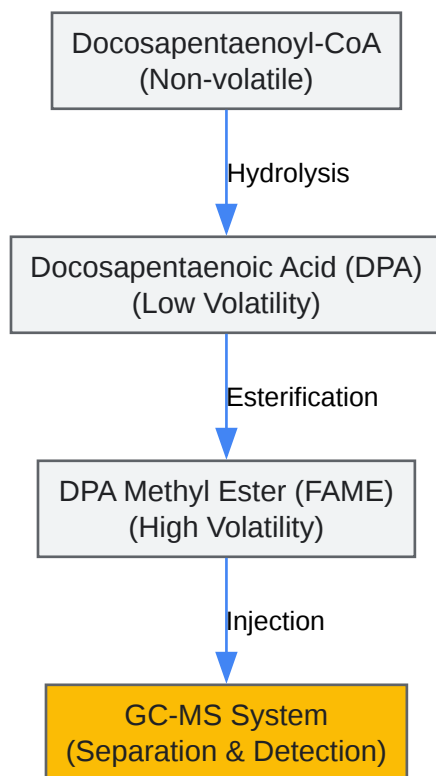 Docosapentaenoyl-CoA
(Non-volatile)
Hydrolysis
Docosapentaenoic Acid (DPA)
(Low Volatility)
Esterification
DPA Methyl Ester (FAME)
(High Volatility)
Injection
GC-MS System
(Separation & Detection)